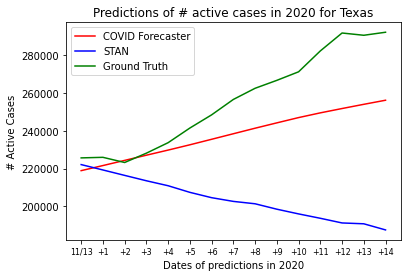 Predictions of # active cases in 2020 for Texas
COVID Forecaster
STAN
Ground Truth
# Active Cases
280000
260000
240000
220000
200000
11/13 +1 +2 +3 +4 +5 +6 +7 +8 +9 +10 +11 +12 +13 +14
Dates of predictions in 2020